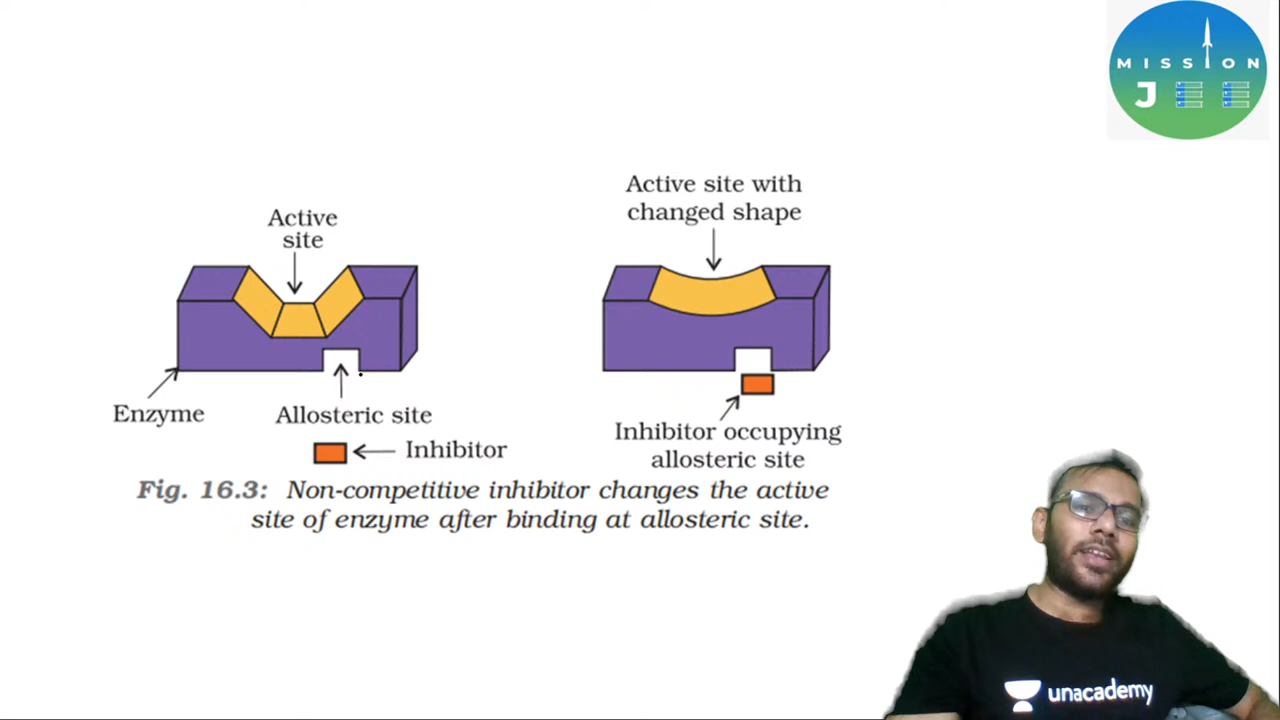 MISSION
JEE
Active
site
Active site with
changed shape
Enzyme
Allosteric site
Inhibitor
Inhibitor occupying
allosteric site
Fig. 16.3: Non-competitive inhibitor changes the active
site of enzyme after binding at allosteric site.
unacademy